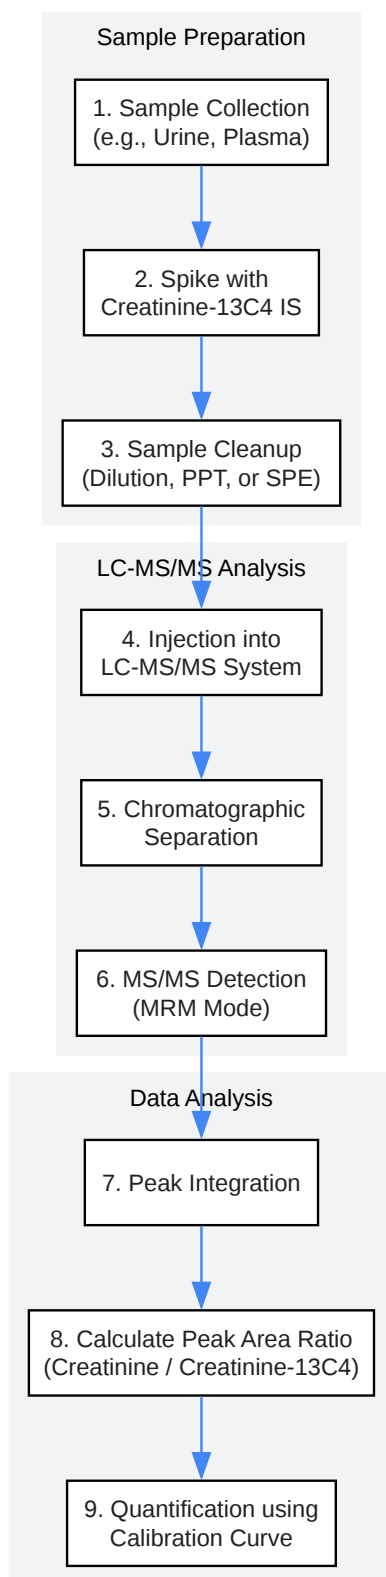 Sample Preparation
1. Sample Collection
(e.g., Urine, Plasma)
2. Spike with
Creatinine-13C4 IS
3. Sample Cleanup
(Dilution, PPT, or SPE)
LC-MS/MS Analysis
4. Injection into
LC-MS/MS System
5. Chromatographic
Separation
6. MS/MS Detection
(MRM Mode)
Data Analysis
7. Peak Integration
8. Calculate Peak Area Ratio
(Creatinine / Creatinine-13C4)
9. Quantification using
Calibration Curve